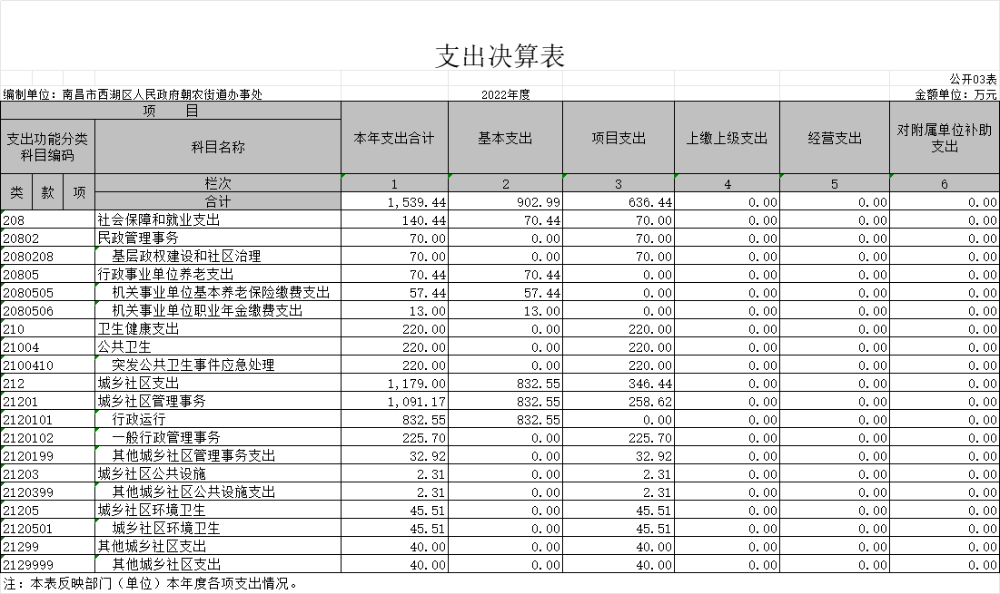 支出决算表
公开03表
编制单位：南昌市西湖区人民政府朝农街道办事处 2022年度 金额单位：万元
项 目 本年支出合计 基本支出 项目支出 上缴上级支出 经营支出 对附属单位补助支出
支出功能分类科目编码 科目名称
类 款 项 栏次 1 2 3 4 5 6
合计 1,539.44 902.99 636.44 0.00 0.00 0.00
208 社会保障和就业支出 140.44 70.44 70.00 0.00 0.00 0.00
20802 民政管理事务 70.00 0.00 70.00 0.00 0.00 0.00
2080208 基层政权建设和社区治理 70.00 0.00 70.00 0.00 0.00 0.00
20805 行政事业单位养老支出 70.44 70.44 0.00 0.00 0.00 0.00
2080505 机关事业单位基本养老保险缴费支出 57.44 57.44 0.00 0.00 0.00 0.00
2080506 机关事业单位职业年金缴费支出 13.00 13.00 0.00 0.00 0.00 0.00
210 卫生健康支出 220.00 0.00 220.00 0.00 0.00 0.00
21004 公共卫生 220.00 0.00 220.00 0.00 0.00 0.00
2100410 突发公共卫生事件应急处理 220.00 0.00 220.00 0.00 0.00 0.00
212 城乡社区支出 1,179.00 832.55 346.44 0.00 0.00 0.00
21201 城乡社区管理事务 1,091.17 832.55 258.62 0.00 0.00 0.00
2120101 行政运行 832.55 832.55 0.00 0.00 0.00 0.00
2120102 一般行政管理事务 225.70 0.00 225.70 0.00 0.00 0.00
2120199 其他城乡社区管理事务支出 32.92 0.00 32.92 0.00 0.00 0.00
21203 城乡社区公共设施 2.31 0.00 2.31 0.00 0.00 0.00
2120399 其他城乡社区公共设施支出 2.31 0.00 2.31 0.00 0.00 0.00
21205 城乡社区环境卫生 45.51 0.00 45.51 0.00 0.00 0.00
2120501 城乡社区环境卫生 45.51 0.00 45.51 0.00 0.00 0.00
21299 其他城乡社区支出 40.00 0.00 40.00 0.00 0.00 0.00
2129999 其他城乡社区支出 40.00 0.00 40.00 0.00 0.00 0.00
注：本表反映部门（单位）本年度各项支出情况。